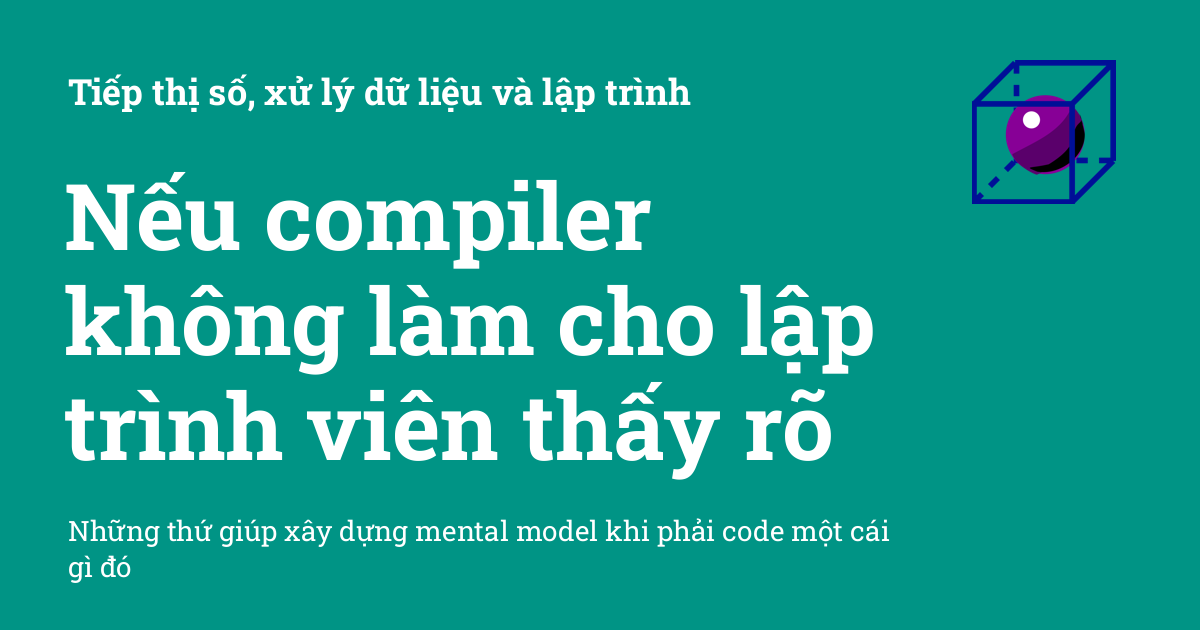 Tiếp thị số, xử lý dữ liệu và lập trình
Nếu compiler
không làm cho lập
trình viên thấy rõ
Những thứ giúp xây dựng mental model khi phải code một cái
gì đó